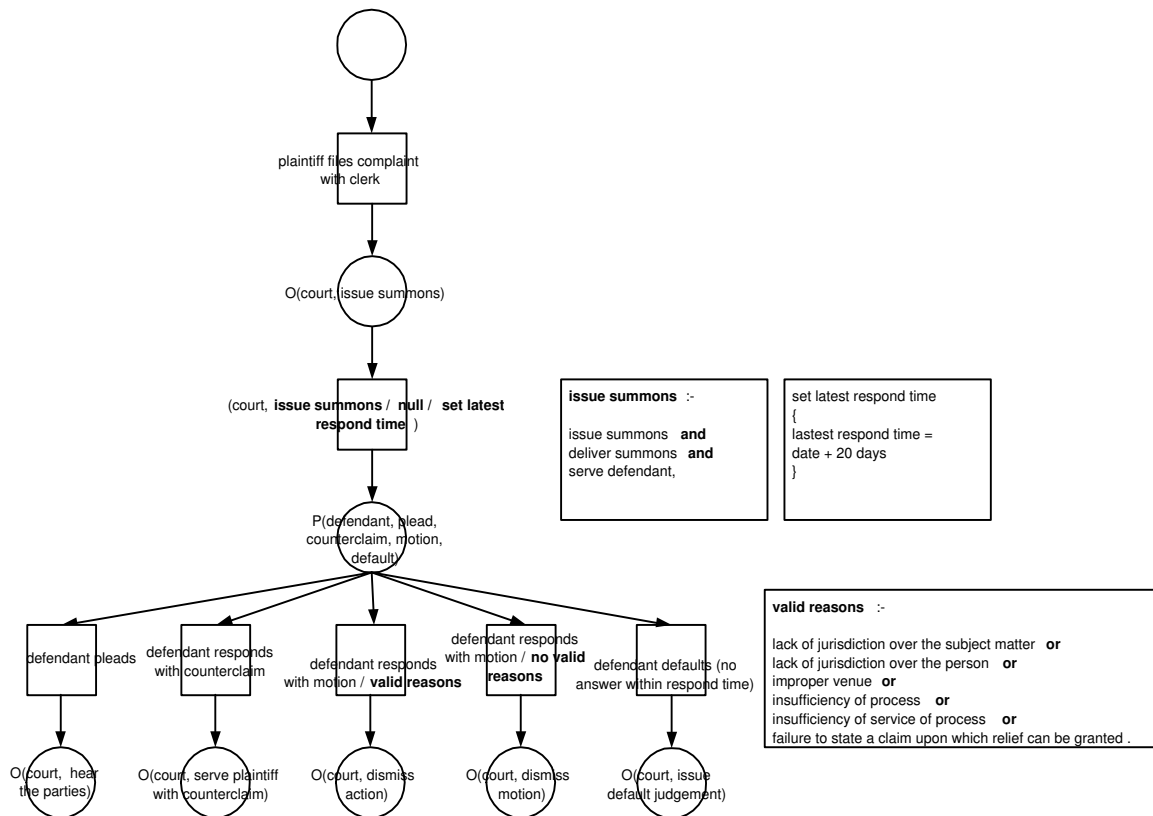 plaintiff files complaint
with clerk
O(court, issue summons)
(court, issue summons / null / set latest
respond time )
issue summons :-
issue summons and
deliver summons and
serve defendant,
set latest respond time
{
lastest respond time =
date + 20 days
}
P(defendant, plead,
counterclaim, motion,
default)
defendant pleads
defendant responds
with counterclaim
defendant responds
with motion / valid reasons
defendant responds
with motion / no valid
reasons
defendant defaults (no
answer within respond time)
valid reasons :-
lack of jurisdiction over the subject matter or
lack of jurisdiction over the person or
improper venue or
insufficiency of process or
insufficiency of service of process or
failure to state a claim upon which relief can be granted .
O(court, hear
the parties)
O(court, serve plaintiff
with counterclaim)
O(court, dismiss
action)
O(court, dismiss
motion)
O(court, issue
default judgement)